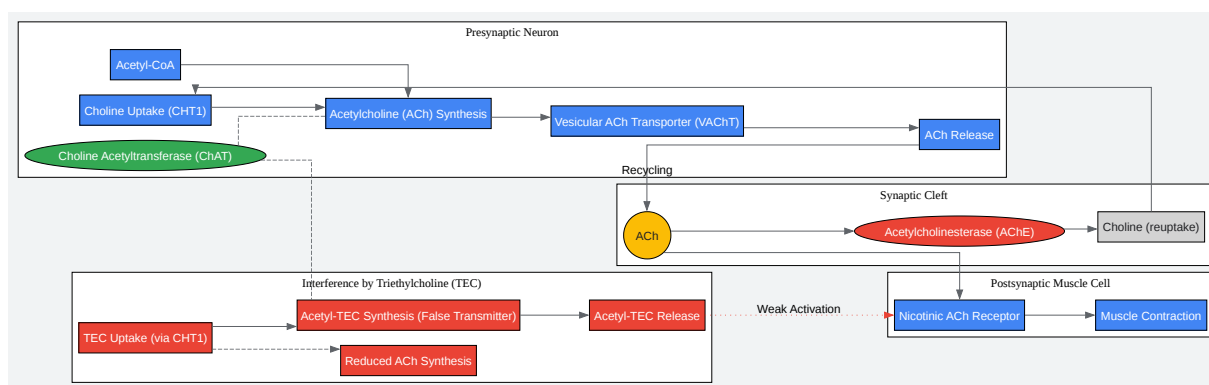 Presynaptic Neuron
Acetyl-CoA
Choline Uptake (CHT1)
Acetylcholine (ACh) Synthesis
Vesicular ACh Transporter (VAChT)
ACh Release
Choline Acetyltransferase (ChAT)
Recycling
Synaptic Cleft
ACh
Acetylcholinesterase (AChE)
Choline (reuptake)
Interference by Triethylcholine (TEC)
TEC Uptake (via CHT1)
Acetyl-TEC Synthesis (False Transmitter)
Acetyl-TEC Release
Reduced ACh Synthesis
Weak Activation
Postsynaptic Muscle Cell
Nicotinic ACh Receptor
Muscle Contraction